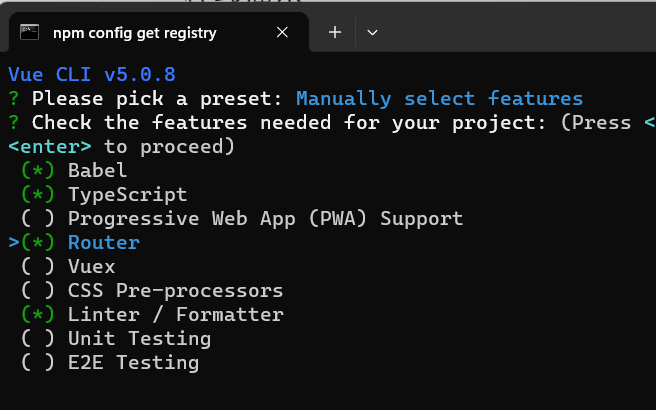 npm config get registry
Vue CLI v5.0.8
? Please pick a preset: Manually select features
? Check the features needed for your project: (Press <
<enter> to proceed)
(*) Babel
(*) TypeScript
( ) Progressive Web App (PWA) Support
>(*) Router
( ) Vuex
( ) CSS Pre-processors
(*) Linter / Formatter
( ) Unit Testing
( ) E2E Testing